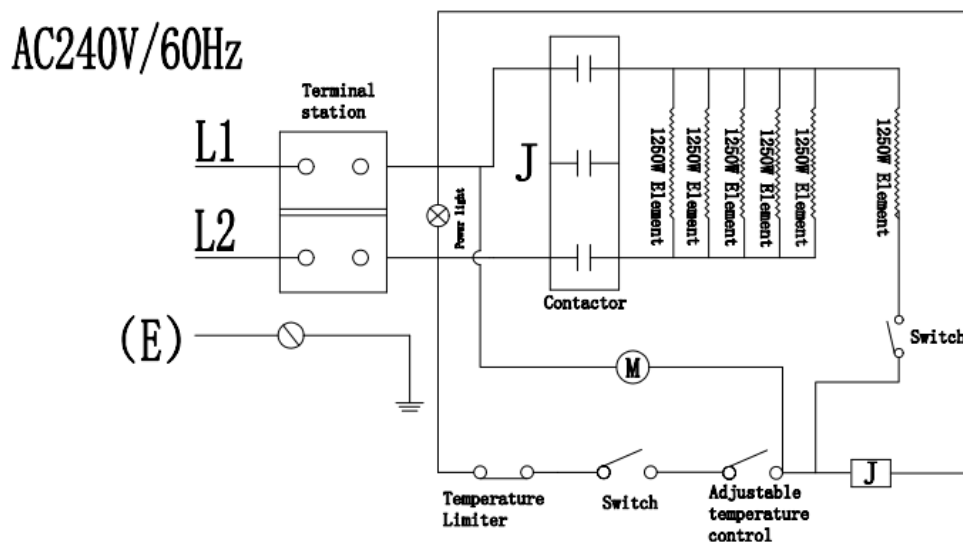 AC240V/60Hz
Terminal
station
L1
L2
(E)
Power light
J
Contactor
1250W Element
1250W Element
1250W Element
1250W Element
1250W Element
1250W Element
Switch
M
Temperature
Limiter
Switch
Adjustable
temperature
control
J